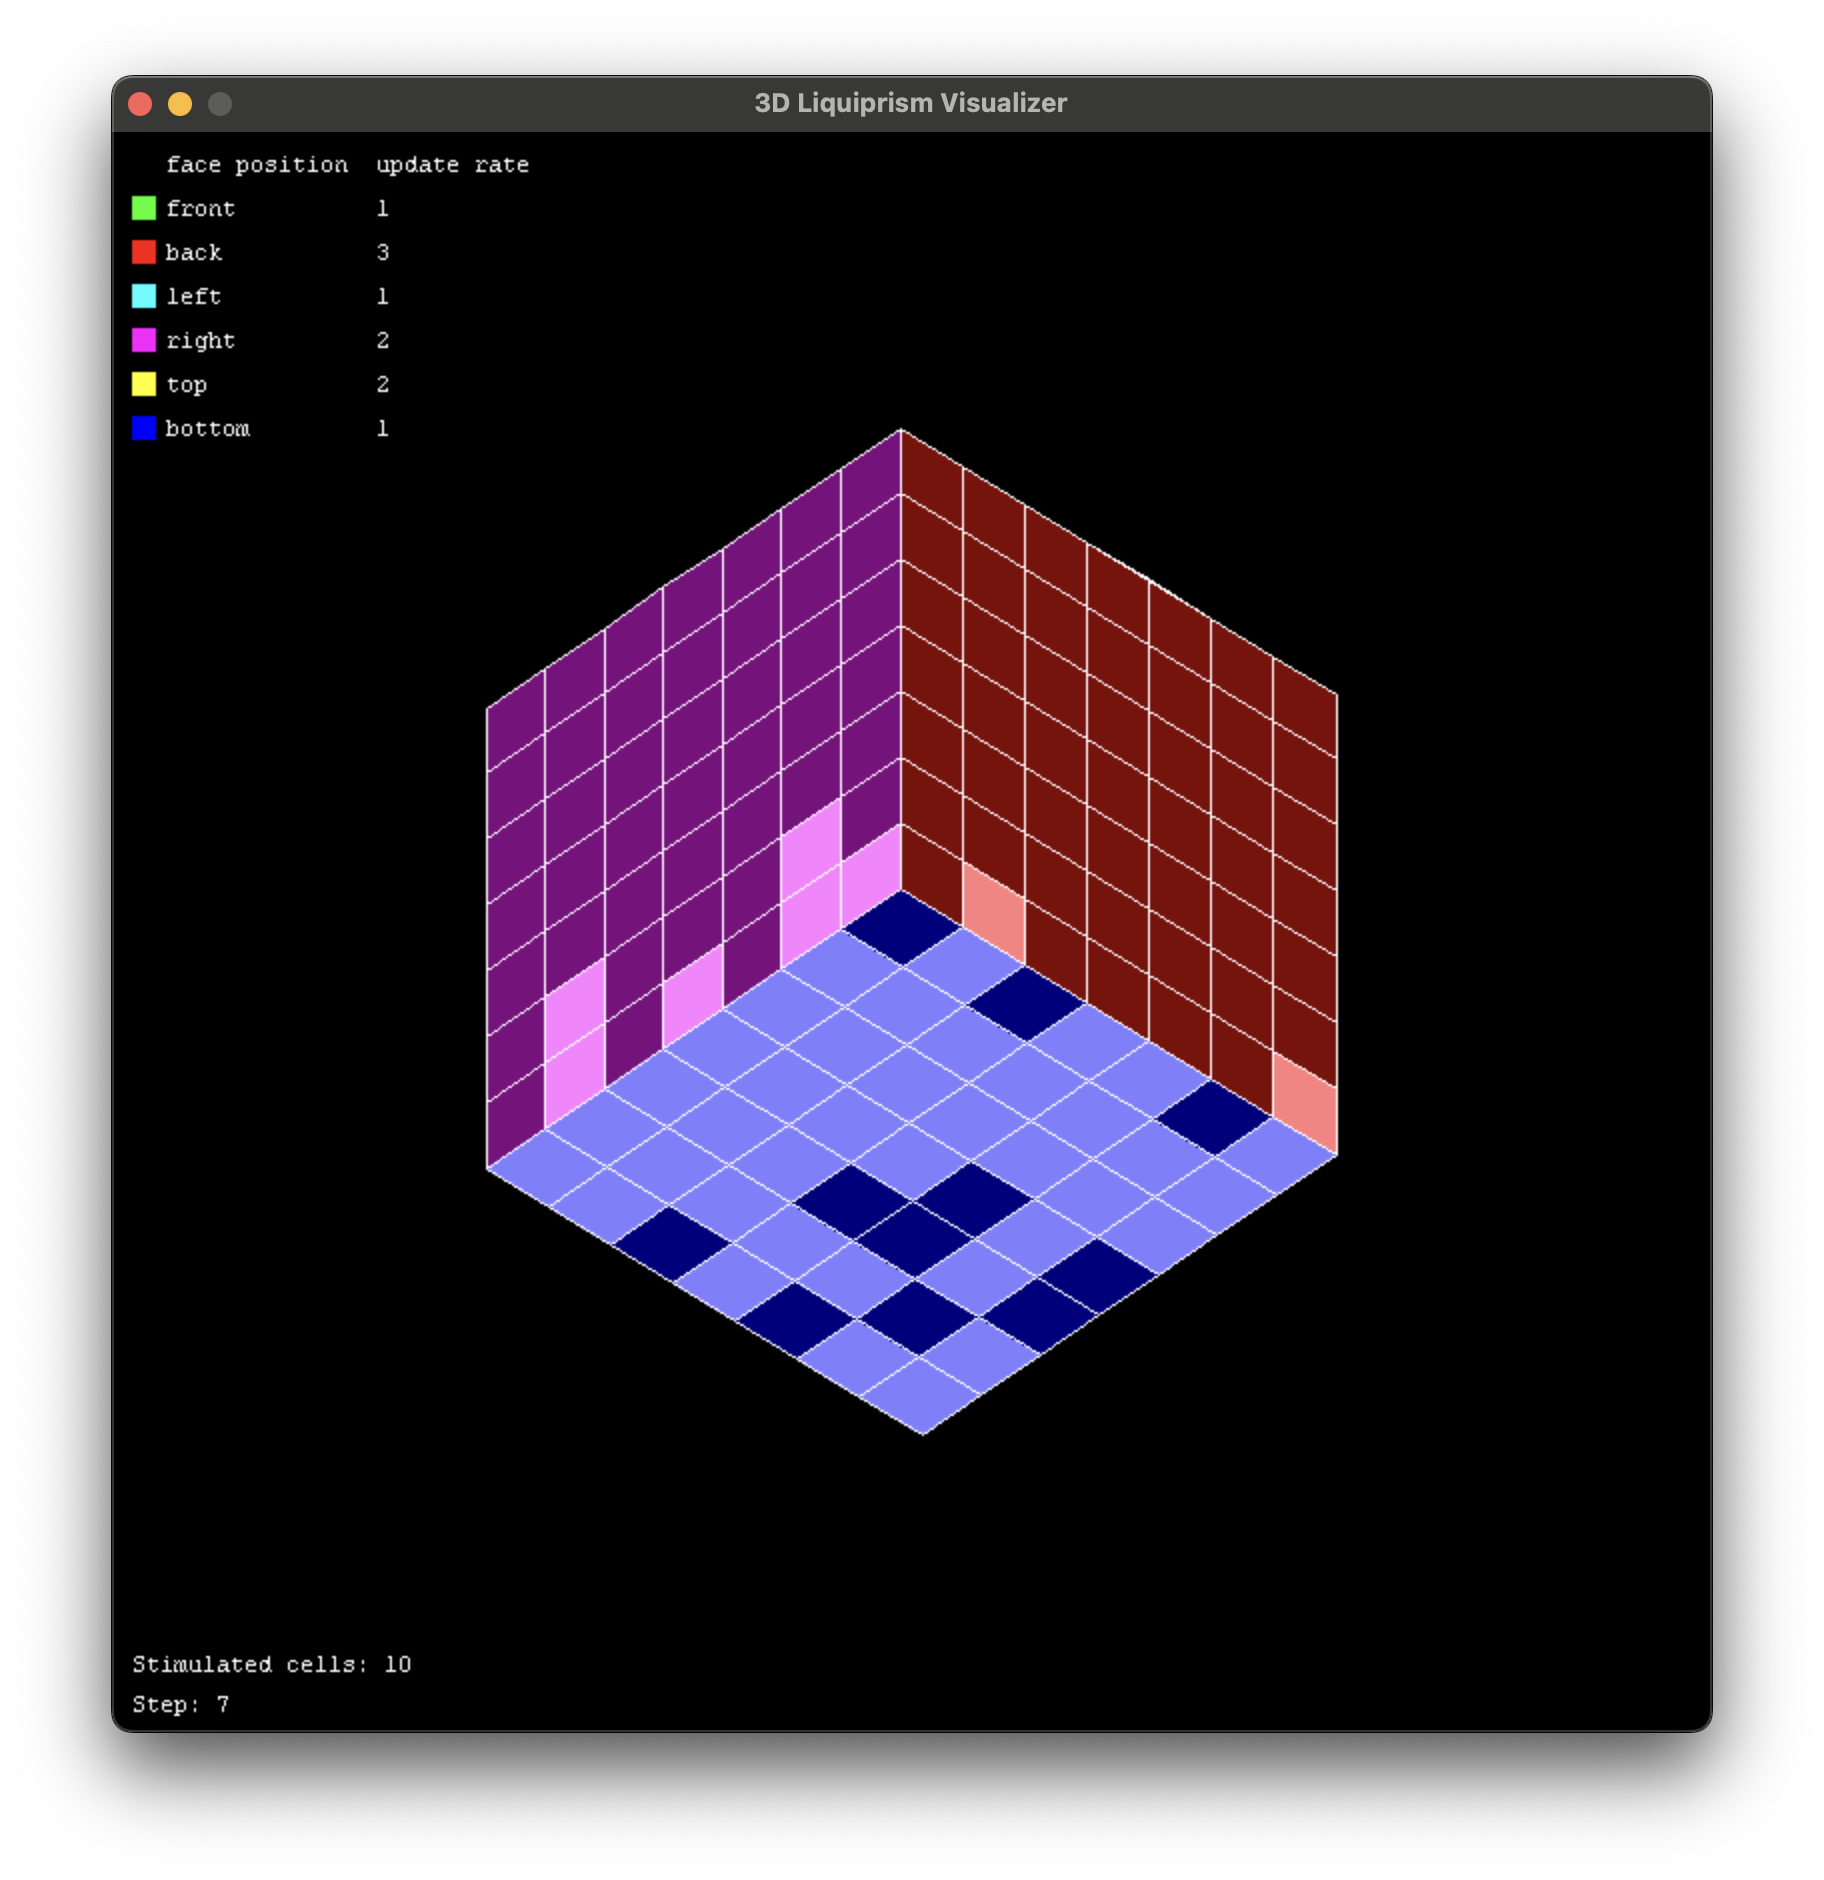 3D Liquiprism Visualizer
face position update rate
front 1
back 3
left 1
right 2
top 2
bottom 1
Stimulated cells: 10
Step: 7